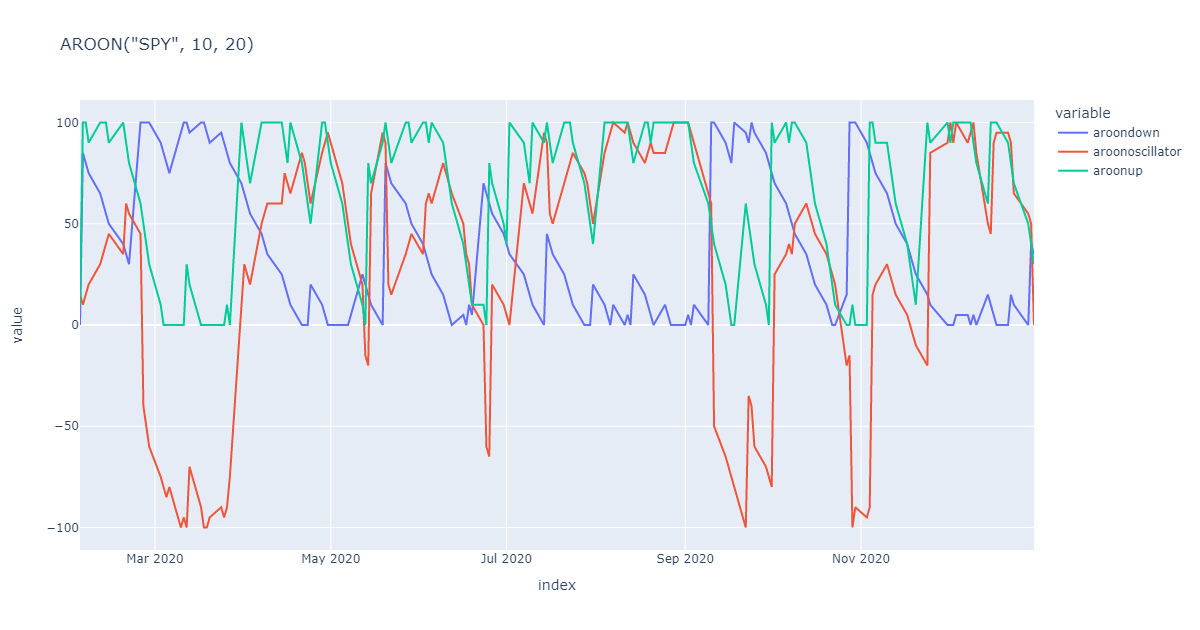 AROON("SPY", 10, 20)
variable
aroondown
aroonoscillator
aroonup
100
50
0
−50
−100
value
Mar 2020
May 2020
Jul 2020
Sep 2020
Nov 2020
index